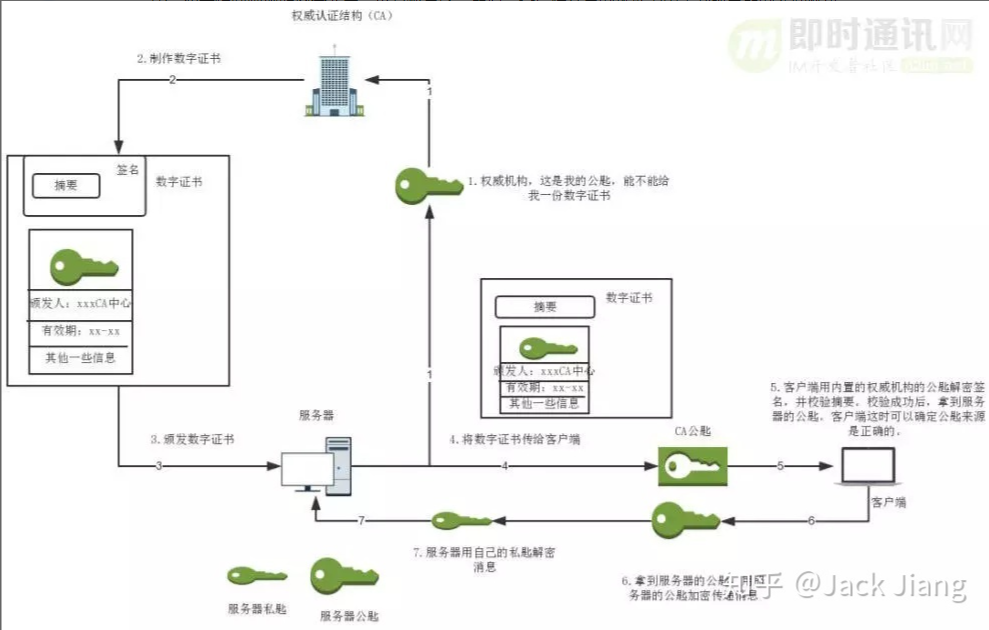 权威认证结构（CA）
即时通讯网
2.制作数字证书
2
1
签名
数字证书
摘要
1.权威机构，这是我的公匙，能不能给
我一份数字证书
颁发人：xxxCA中心
有效期：xx-xx
其他一些信息
数字证书
摘要
颁发人：xxxCA中心
有效期：xx-xx
其他一些信息
1
5.客户端用内置的权威机构的公匙解密签
名，并校验摘要。校验成功后，拿到服务
器的公匙。客户端这时可以确定公匙来源
是正确的。
服务器
3.颁发数字证书
4.将数字证书传给客户端
CA公匙
3
4
5
客户端
7
6
7.服务器用自己的私匙解密
消息
服务器私匙
服务器公匙
6.拿到服务器的公匙
务器的公匙加密传递消息
知乎 @Jack Jiang